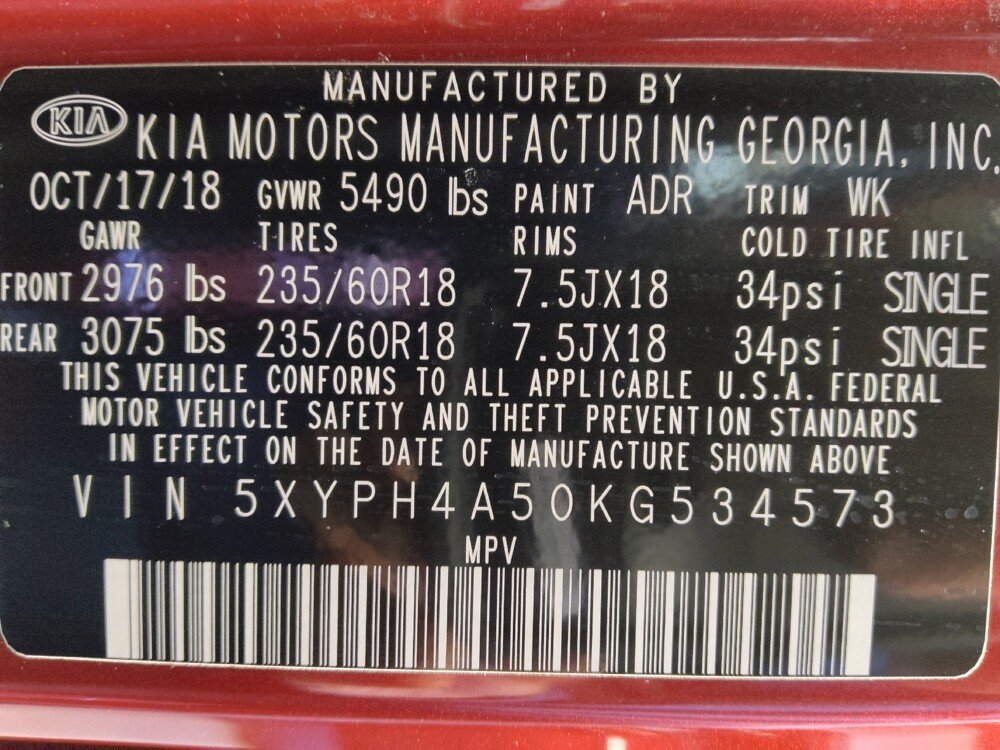 MANUFACTURED BY
KIA KIA MOTORS MANUFACTURING GEORGIA, INC.
OCT/17/18 GVWR 5490 lbs PAINT ADR TRIM WK
GAWR TIRES RIMS COLD TIRE INFL
FRONT 2976 lbs 235/60R18 7.5JX18 34psi SINGLE
REAR 3075 lbs 235/60R18 7.5JX18 34psi SINGLE
THIS VEHICLE CONFORMS TO ALL APPLICABLE U.S.A. FEDERAL
MOTOR VEHICLE SAFETY AND THEFT PREVENTION STANDARDS
IN EFFECT ON THE DATE OF MANUFACTURE SHOWN ABOVE
VIN 5XYPH4A50KG534573
MPV